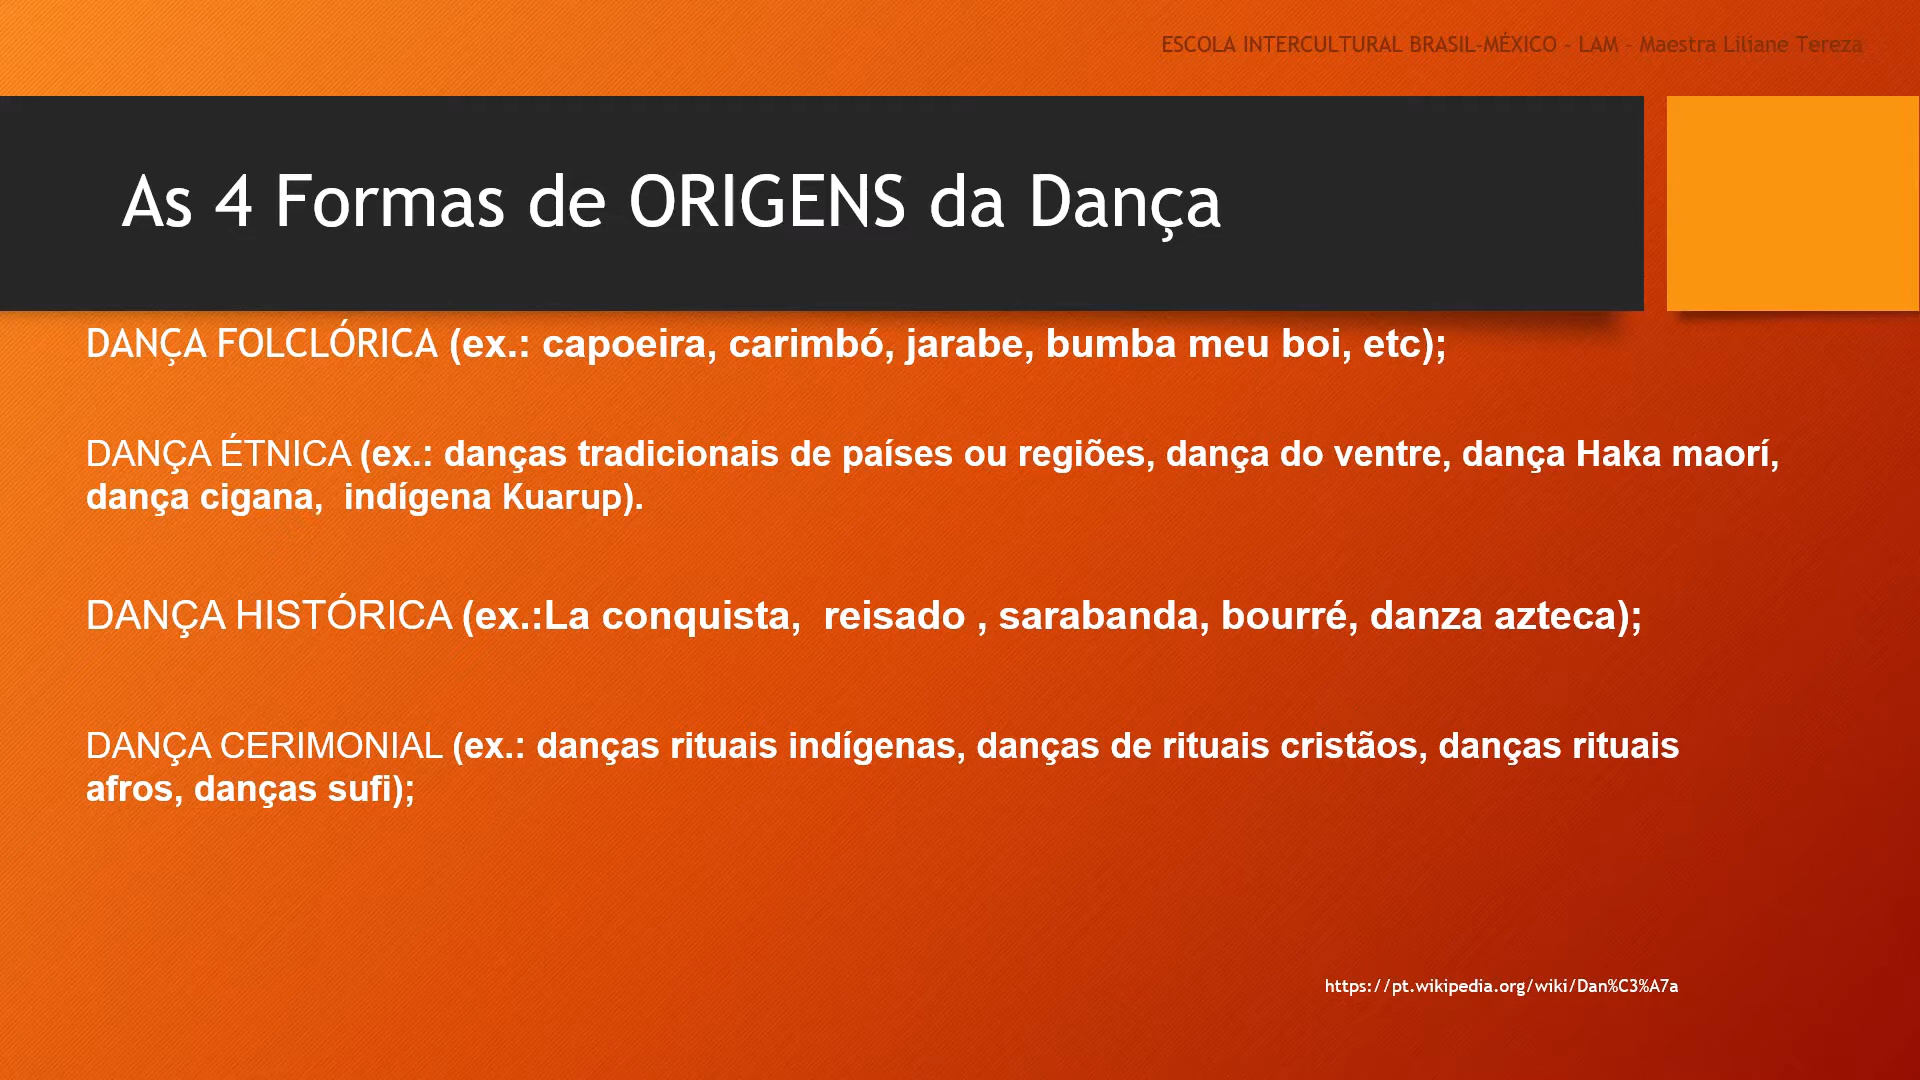 ESCOLA INTERCULTURAL BRASIL-MÉXICO - LAM - Maestra Liliane Tereza
As 4 Formas de ORIGENS da Dança
DANÇA FOLCLÓRICA (ex.: capoeira, carimbó, jarabe, bumba meu boi, etc);
DANÇA ÉTNICA (ex.: danças tradicionais de países ou regiões, dança do ventre, dança Haka maorí,
dança cigana,  indígena Kuarup).
DANÇA HISTÓRICA (ex.:La conquista,  reisado , sarabanda, bourré, danza azteca);
DANÇA CERIMONIAL (ex.: danças rituais indígenas, danças de rituais cristãos, danças rituais
afros, danças sufi);
https://pt.wikipedia.org/wiki/Dan%C3%A7a